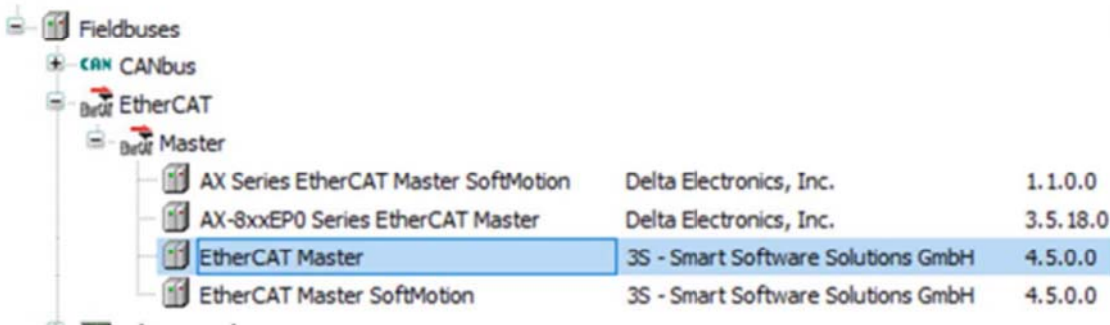 Fieldbuses
CAN CANbus
EtherCAT
Master
AX Series EtherCAT Master SoftMotion Delta Electronics, Inc. 1.1.0.0
AX-8xxEP0 Series EtherCAT Master Delta Electronics, Inc. 3.5.18.0
EtherCAT Master 3S - Smart Software Solutions GmbH 4.5.0.0
EtherCAT Master SoftMotion 3S - Smart Software Solutions GmbH 4.5.0.0